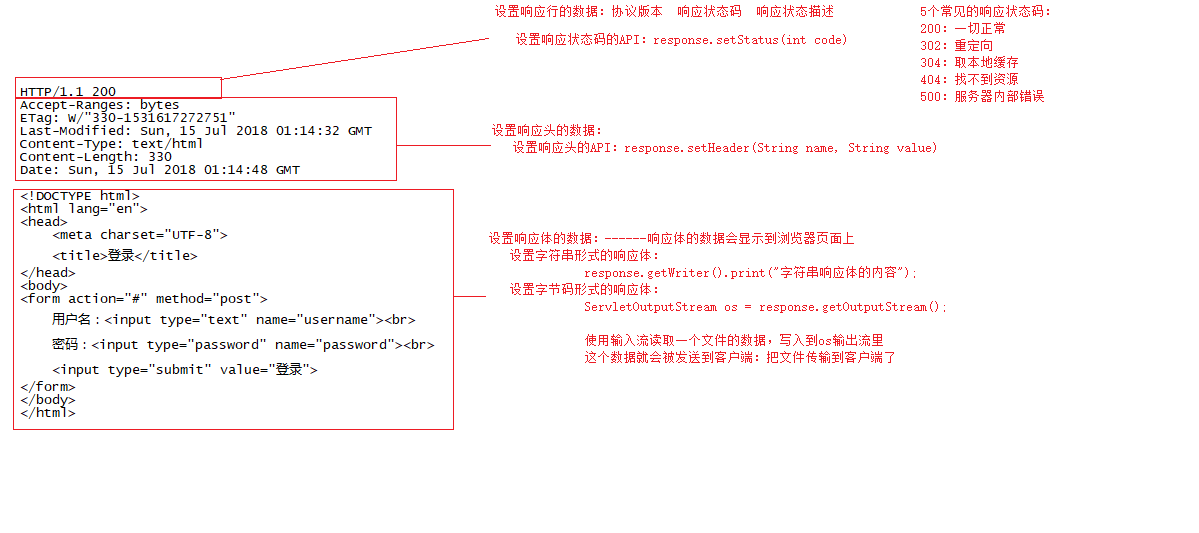 设置响应行的数据: 协议版本 响应状态码 响应状态描述
设置响应状态码的API: response.setStatus(int code)
5个常见的响应状态码:
200: 一切正常
302: 重定向
304: 取本地缓存
404: 找不到资源
500: 服务器内部错误
HTTP/1.1 200
Accept-Ranges: bytes
ETag: W/"330-1531617272751"
Last-Modified: Sun, 15 Jul 2018 01:14:32 GMT
Content-Type: text/html
Content-Length: 330
Date: Sun, 15 Jul 2018 01:14:48 GMT
设置响应头的数据:
设置响应头的API: response.setHeader(String name, String value)
<!DOCTYPE html>
<html lang="en">
<head>
<meta charset="UTF-8">
<title>登录</title>
</head>
<body>
<form action="#" method="post">
用户名：<input type="text" name="username"><br>
密码：<input type="password" name="password"><br>
<input type="submit" value="登录">
</form>
</body>
</html>
设置响应体的数据: ------响应体的数据会显示到浏览器页面上
设置字符串形式的响应体:
response.getWriter().print("字符串响应体的内容");
设置字节码形式的响应体:
ServletOutputStream os = response.getOutputStream();
使用输入流读取一个文件的数据, 写入到os输出流里
这个数据就会被发送到客户端: 把文件传输到客户端了